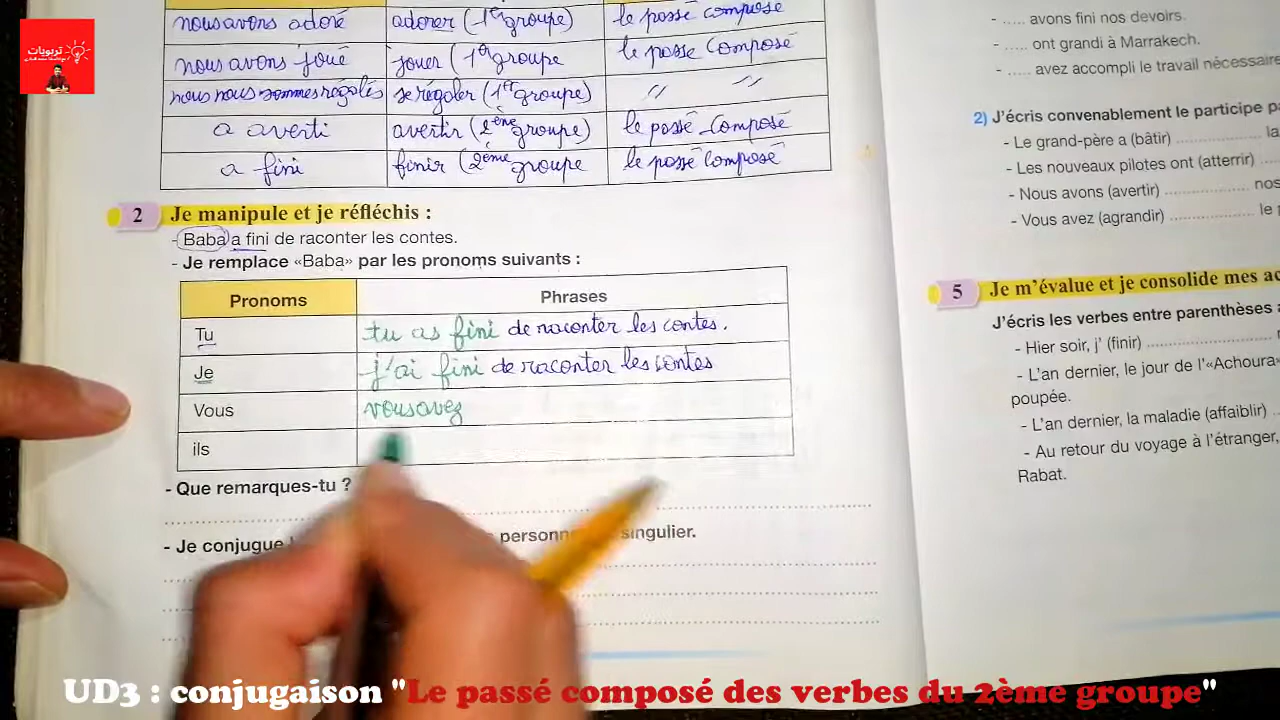 تربويات
nous avons adoré adorer (1er groupe) le passé composé
nous avons joué jouer (1er groupe le passe composé
nous nous sommes régalés se régaler (1er groupe) " "
a averti avertir (2ème groupe) le passé composé
a fini finir (2ème groupe le passé composé
2 Je manipule et je réfléchis :
- Baba a fini de raconter les contes.
- Je remplace «Baba» par les pronoms suivants :
Pronoms Phrases
Tu tu as fini de raconter les contes.
Je j'ai fini de raconter les contes
Vous vous avez
ils
- Que remarques-tu ?
- Je conjugue personne singulier.
- ..... avons fini nos devoirs.
- ..... ont grandi à Marrakech.
- ..... avez accompli le travail nécessaire
2) J'écris convenablement le participe p
- Le grand-père a (bâtir) .................. la
- Les nouveaux pilotes ont (atterrir) ....
- Nous avons (avertir) .................. nos
- Vous avez (agrandir) .................. le
5 Je m'évalue et je consolide mes ac
J'écris les verbes entre parenthèses a
- Hier soir, j' (finir) ..........................
- L'an dernier, le jour de l'«Achoura»
poupée.
- L'an dernier, la maladie (affaiblir) ...
- Au retour du voyage à l'étranger,
Rabat.
UD3 : conjugaison "Le passé composé des verbes du 2ème groupe"